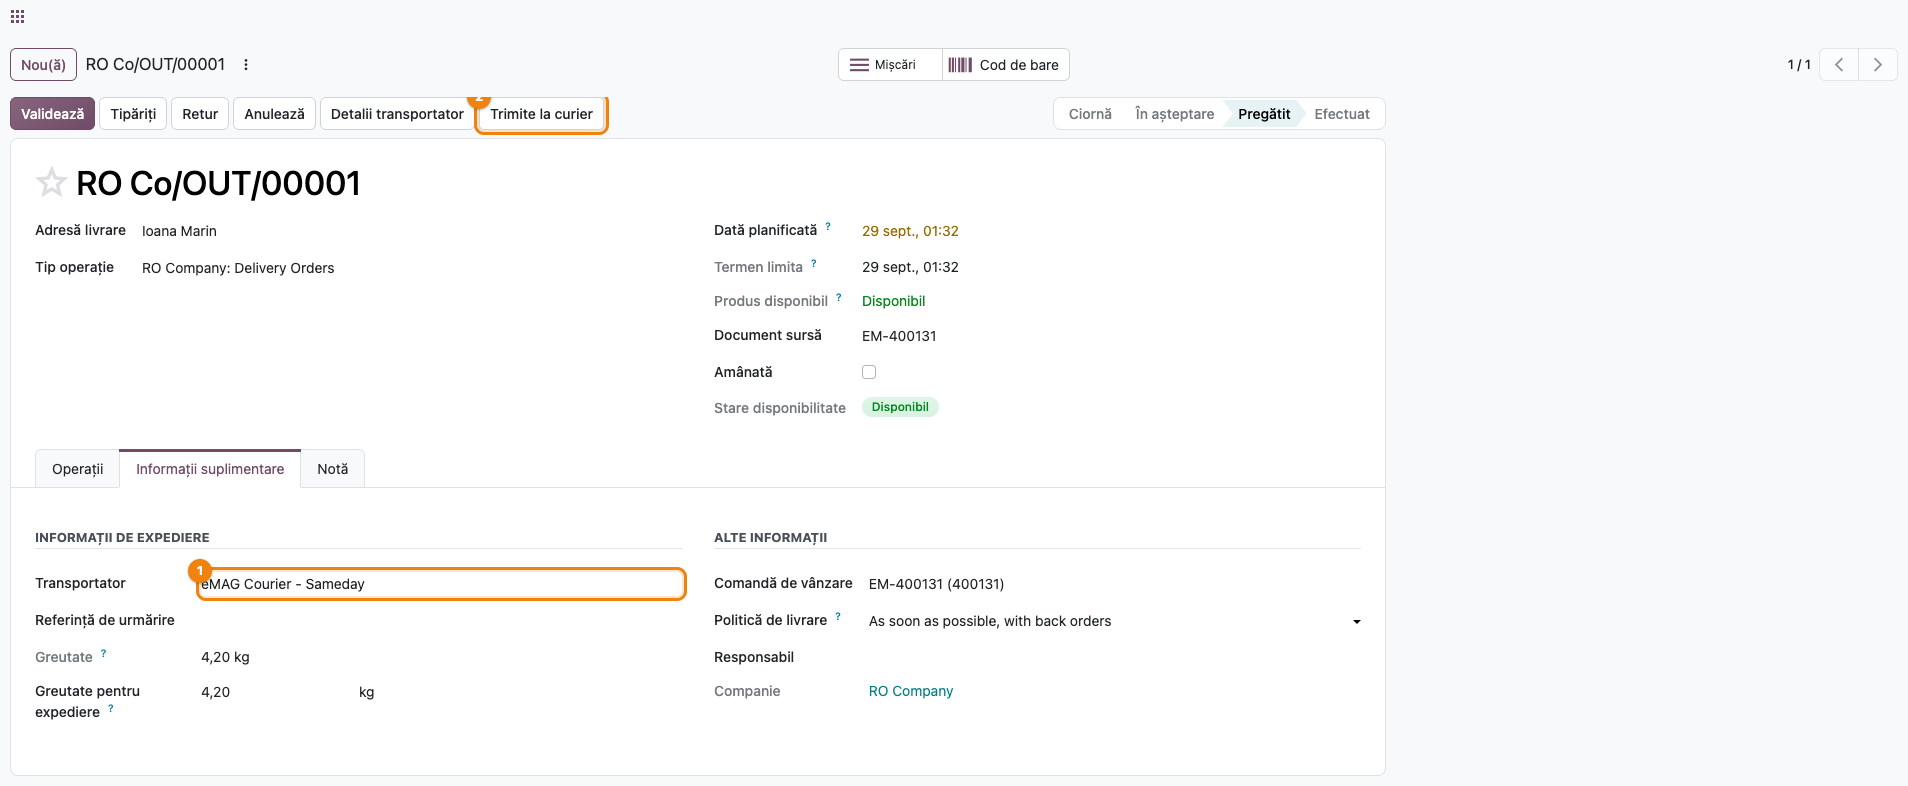 Nou(ă) RO Co/OUT/00001
Mișcări Cod de bare
1 / 1
Validează Tipăriți Retur Anulează Detalii transportator Trimite la curier
2
Ciornă În așteptare Pregătit Efectuat
RO Co/OUT/00001
Adresă livrare Ioana Marin
Tip operație RO Company: Delivery Orders
Dată planificată ? 29 sept., 01:32
Termen limita ? 29 sept., 01:32
Produs disponibil ? Disponibil
Document sursă EM-400131
Amânată
Stare disponibilitate Disponibil
Operații Informații suplimentare Notă
INFORMAȚII DE EXPEDIERE
1
Transportator eMAG Courier - Sameday
Referință de urmărire
Greutate ? 4,20 kg
Greutate pentru expediere ? 4,20 kg
ALTE INFORMAȚII
Comandă de vânzare EM-400131 (400131)
Politică de livrare ? As soon as possible, with back orders
Responsabil
Companie RO Company